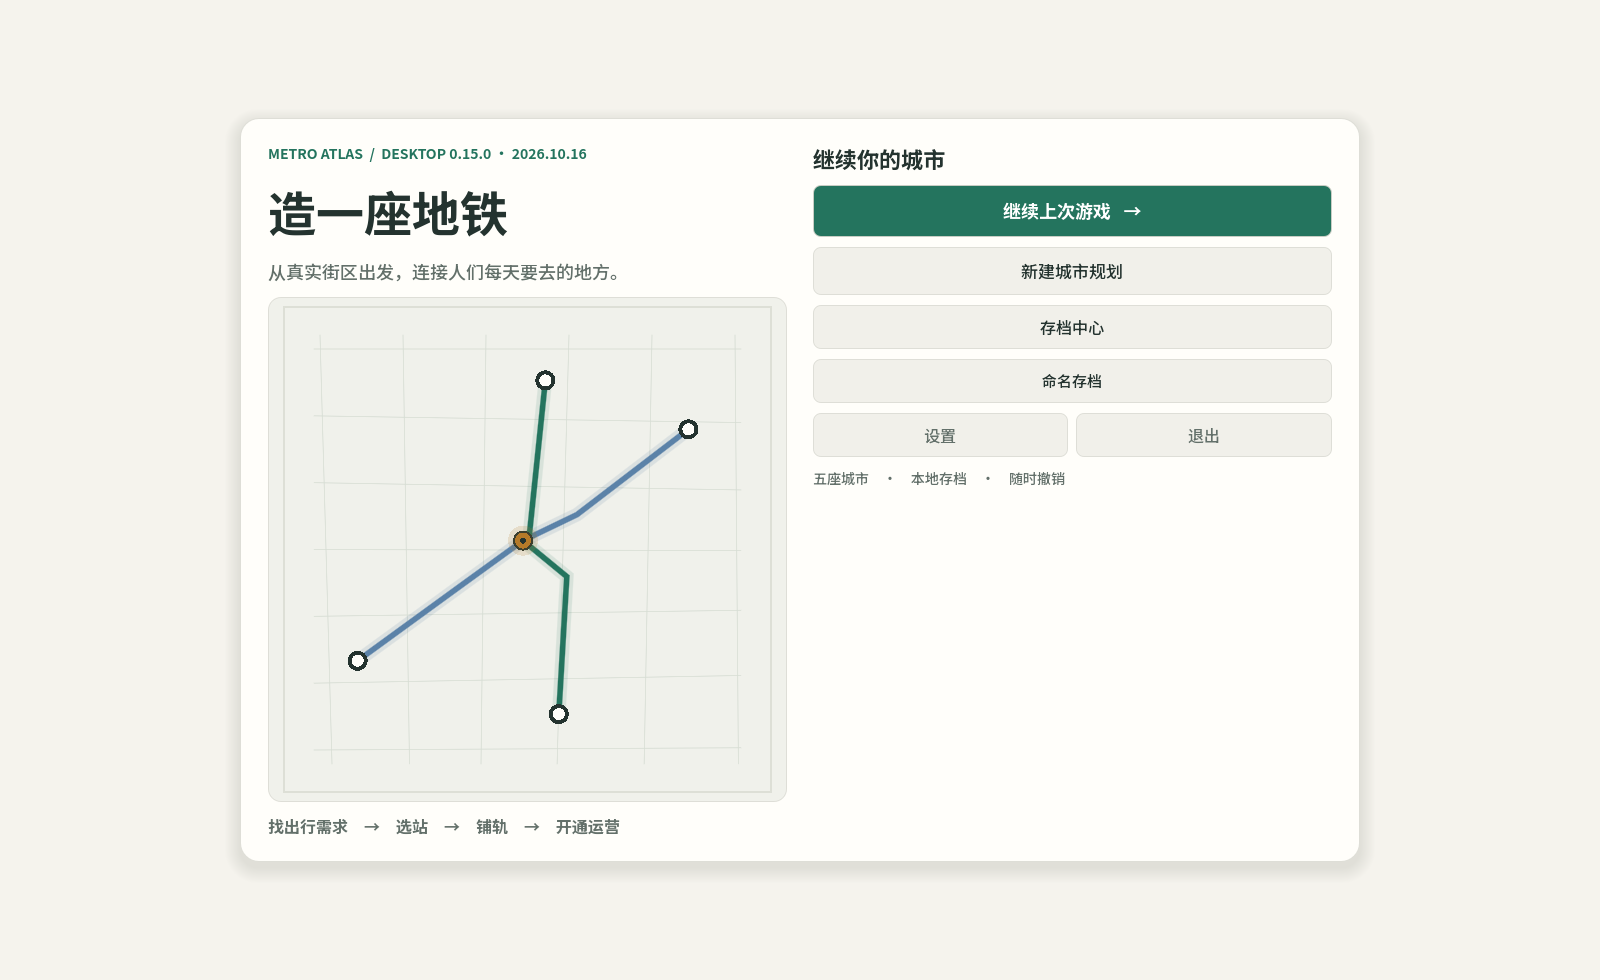 METRO ATLAS / DESKTOP 0.15.0 • 2026.10.16
造一座地铁
从真实街区出发，连接人们每天要去的地方。
找出行需求 → 选站 → 铺轨 → 开通运营
继续你的城市
继续上次游戏 →
新建城市规划
存档中心
命名存档
设置
退出
五座城市 • 本地存档 • 随时撤销